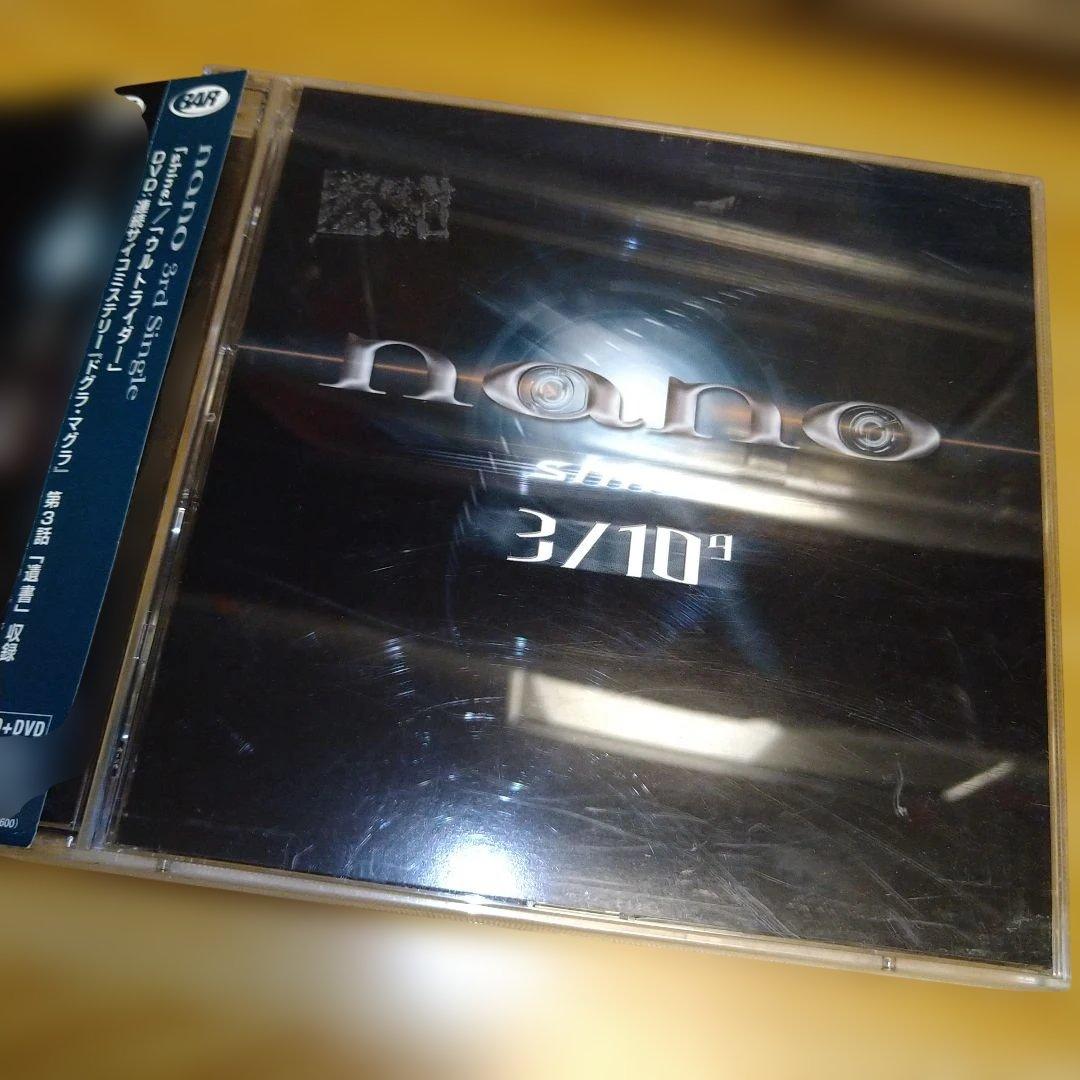 BAR
nano 3rd Single
「shine」／「ウルトライダー」
DVD:連続サイコミステリー『ドグラ・マグラ』 第3話「遺書」収録
+DVD
600)
nano
3/10⁹